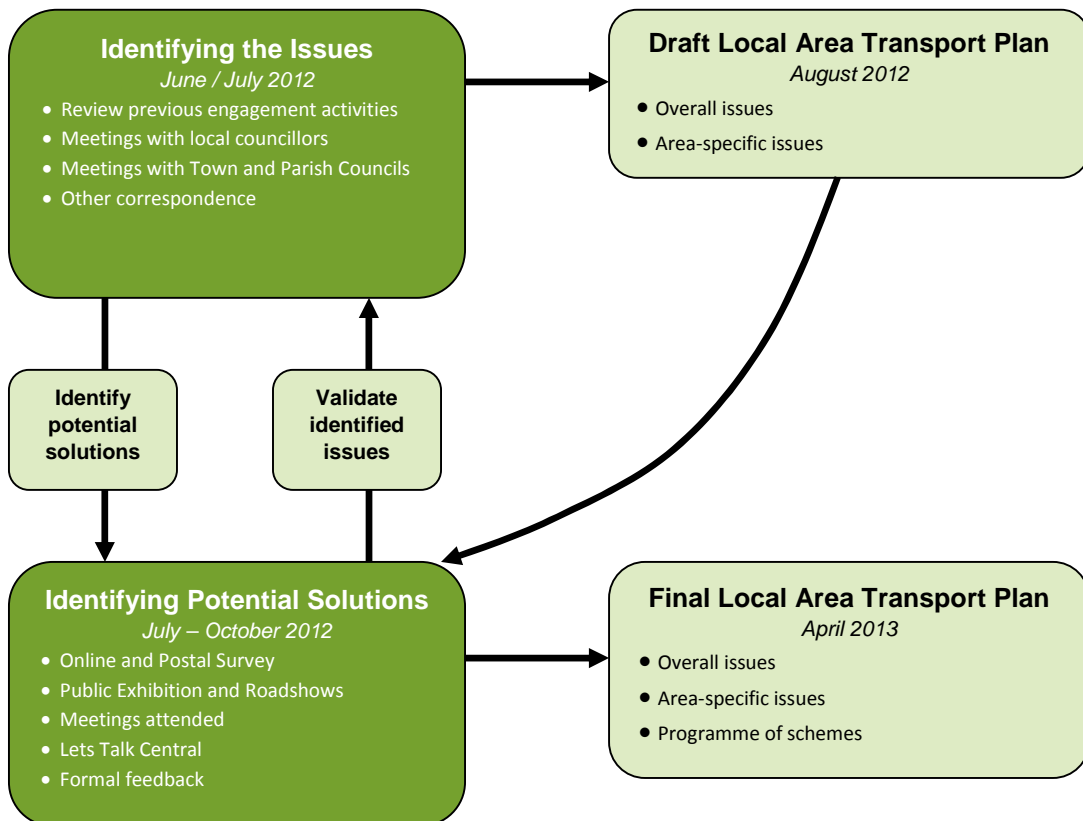 Identifying the Issues
June / July 2012
• Review previous engagement activities
• Meetings with local councillors
• Meetings with Town and Parish Councils
• Other correspondence
Draft Local Area Transport Plan
August 2012
• Overall issues
• Area-specific issues
Identify
potential
solutions
Validate
identified
issues
Identifying Potential Solutions
July – October 2012
• Online and Postal Survey
• Public Exhibition and Roadshows
• Meetings attended
• Lets Talk Central
• Formal feedback
Final Local Area Transport Plan
April 2013
• Overall issues
• Area-specific issues
• Programme of schemes